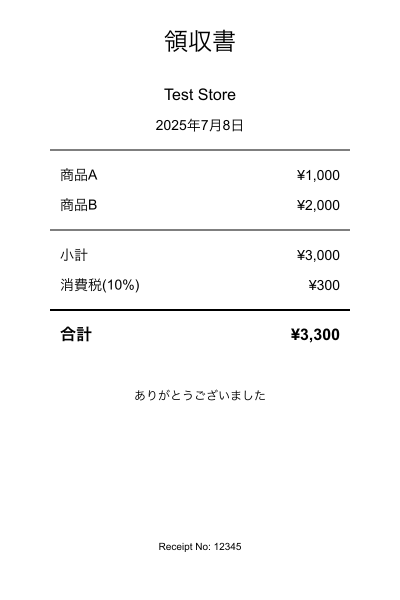 領収書
Test Store
2025年7月8日
商品A ¥1,000
商品B ¥2,000
小計 ¥3,000
消費税(10%) ¥300
合計 ¥3,300
ありがとうございました
Receipt No: 12345